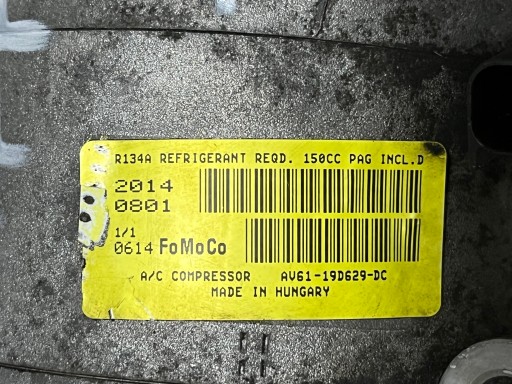 R134A REFRIGERANT REQD. 150CC PAG INCL.D
2014
0801
1/1
0614 FoMoCo
A/C COMPRESSOR AV61-19D629-DC
MADE IN HUNGARY